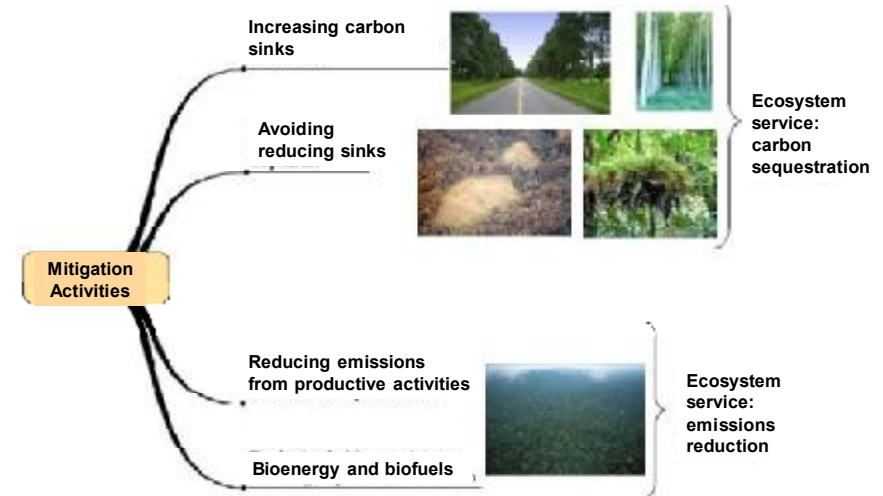 Increasing carbon
sinks
Avoiding
reducing sinks
Ecosystem
service:
carbon
sequestration
Mitigation
Activities
Reducing emissions
from productive activities
Bioenergy and biofuels
Ecosystem
service:
emissions
reduction